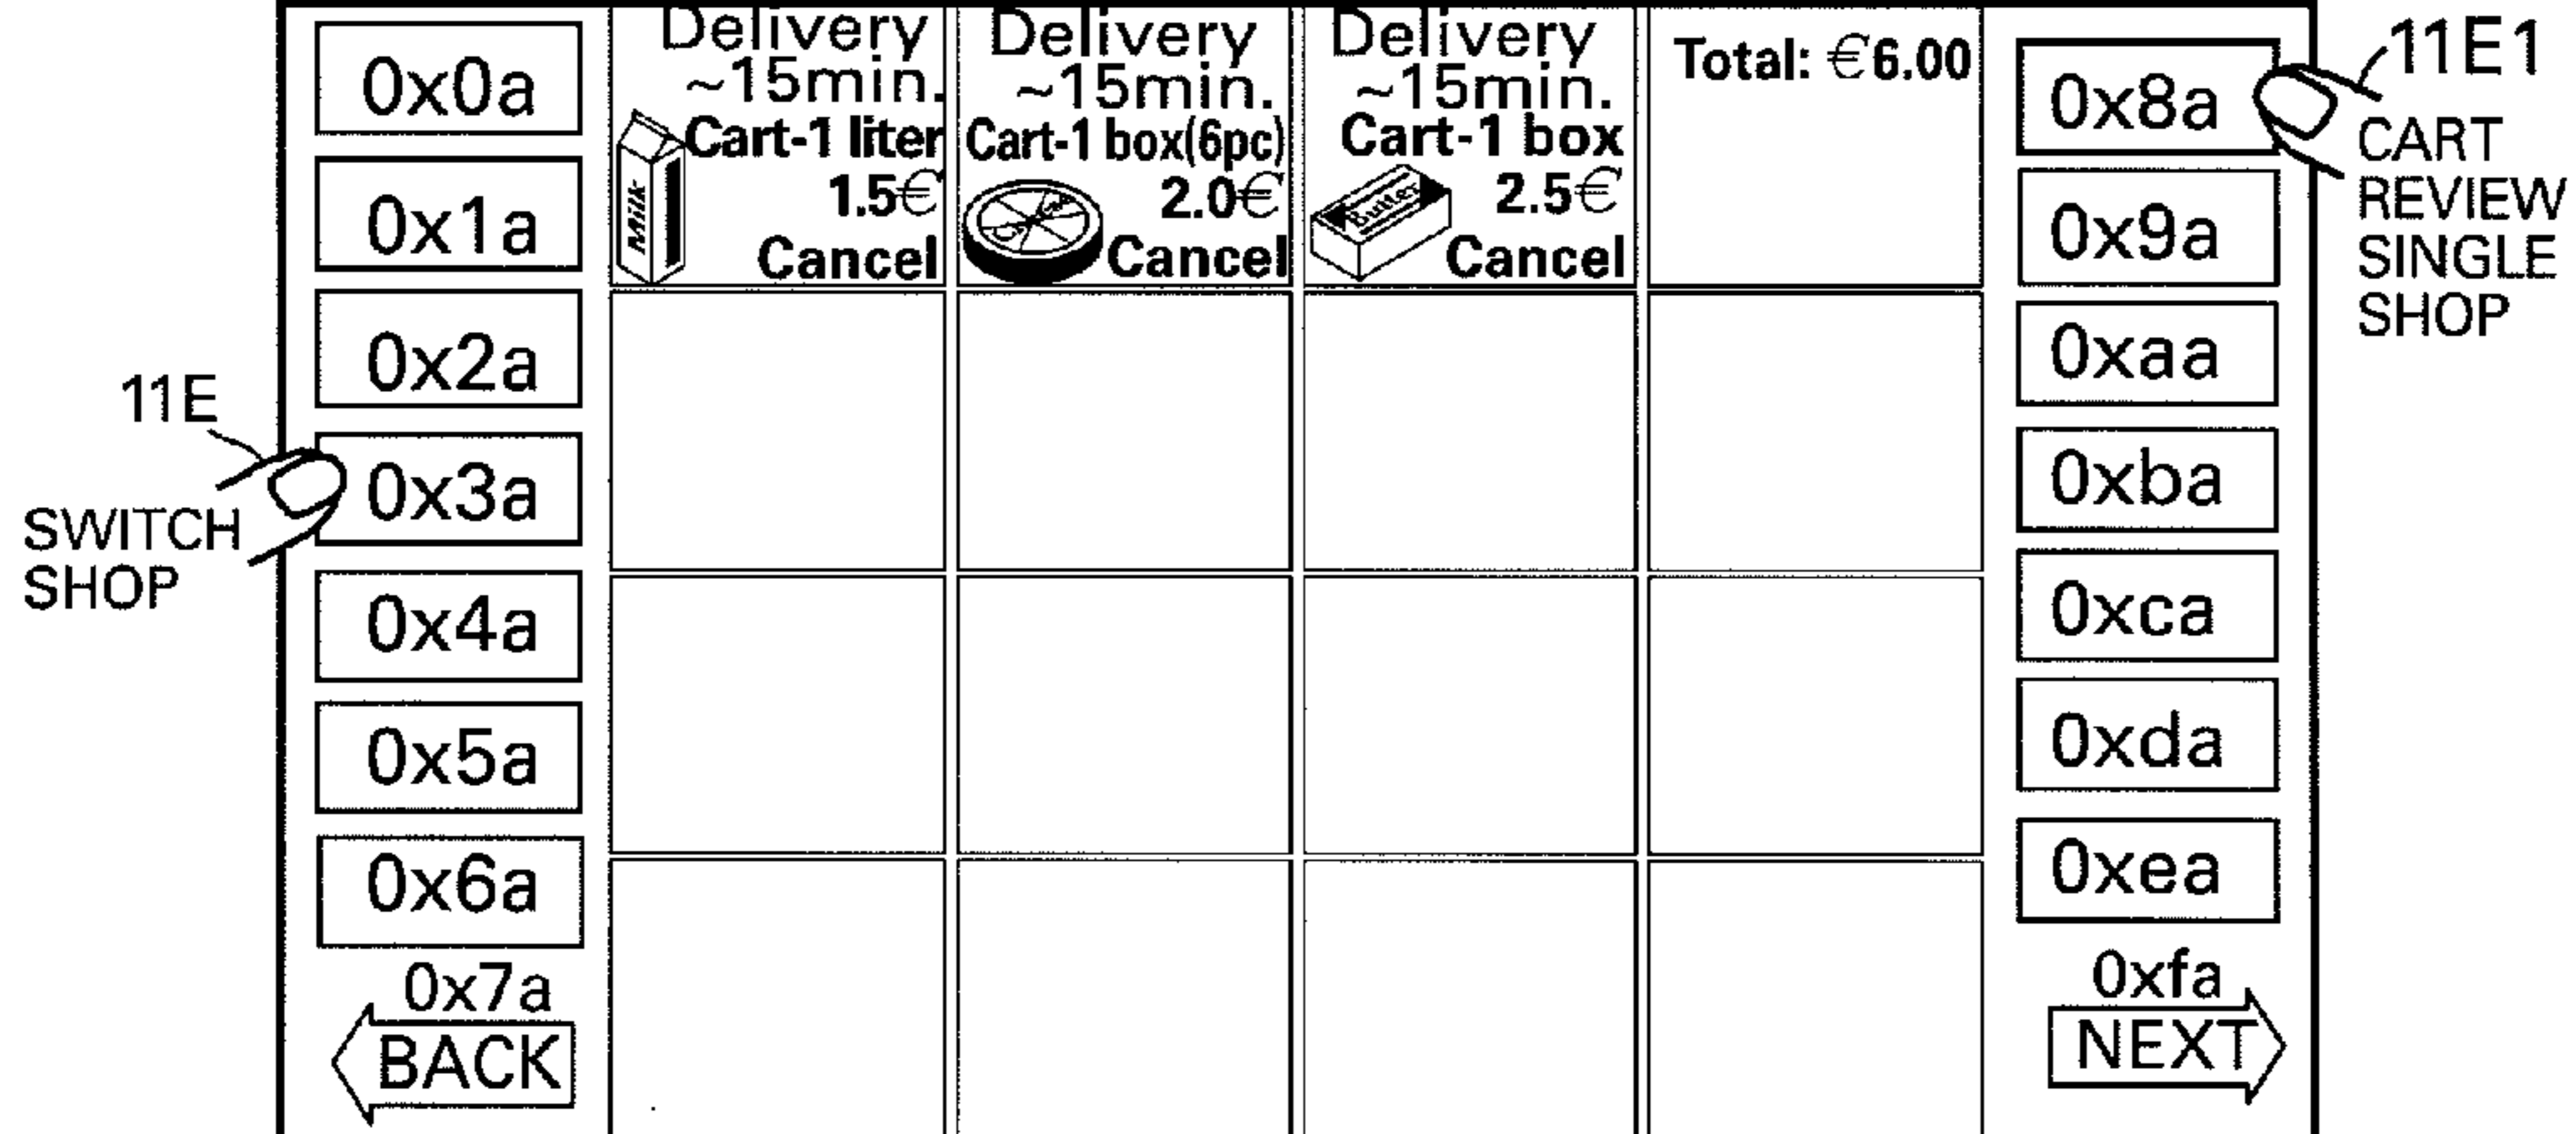 0x0a
0x1a
0x2a
11E
0x3a
SWITCH
SHOP
0x4a
0x5a
0x6a
0x7a
BACK
Delivery
~15min.
Cart-1 liter
1.5€
Milk
Cancel
Delivery
~15min.
Cart-1 box(6pc)
2.0€
Cancel
Delivery
~15min.
Cart-1 box
2.5€
Butter
Cancel
Total: €6.00
11E1
0x8a
CART
REVIEW
SINGLE
SHOP
0x9a
0xaa
0xba
0xca
0xda
0xea
0xfa
NEXT